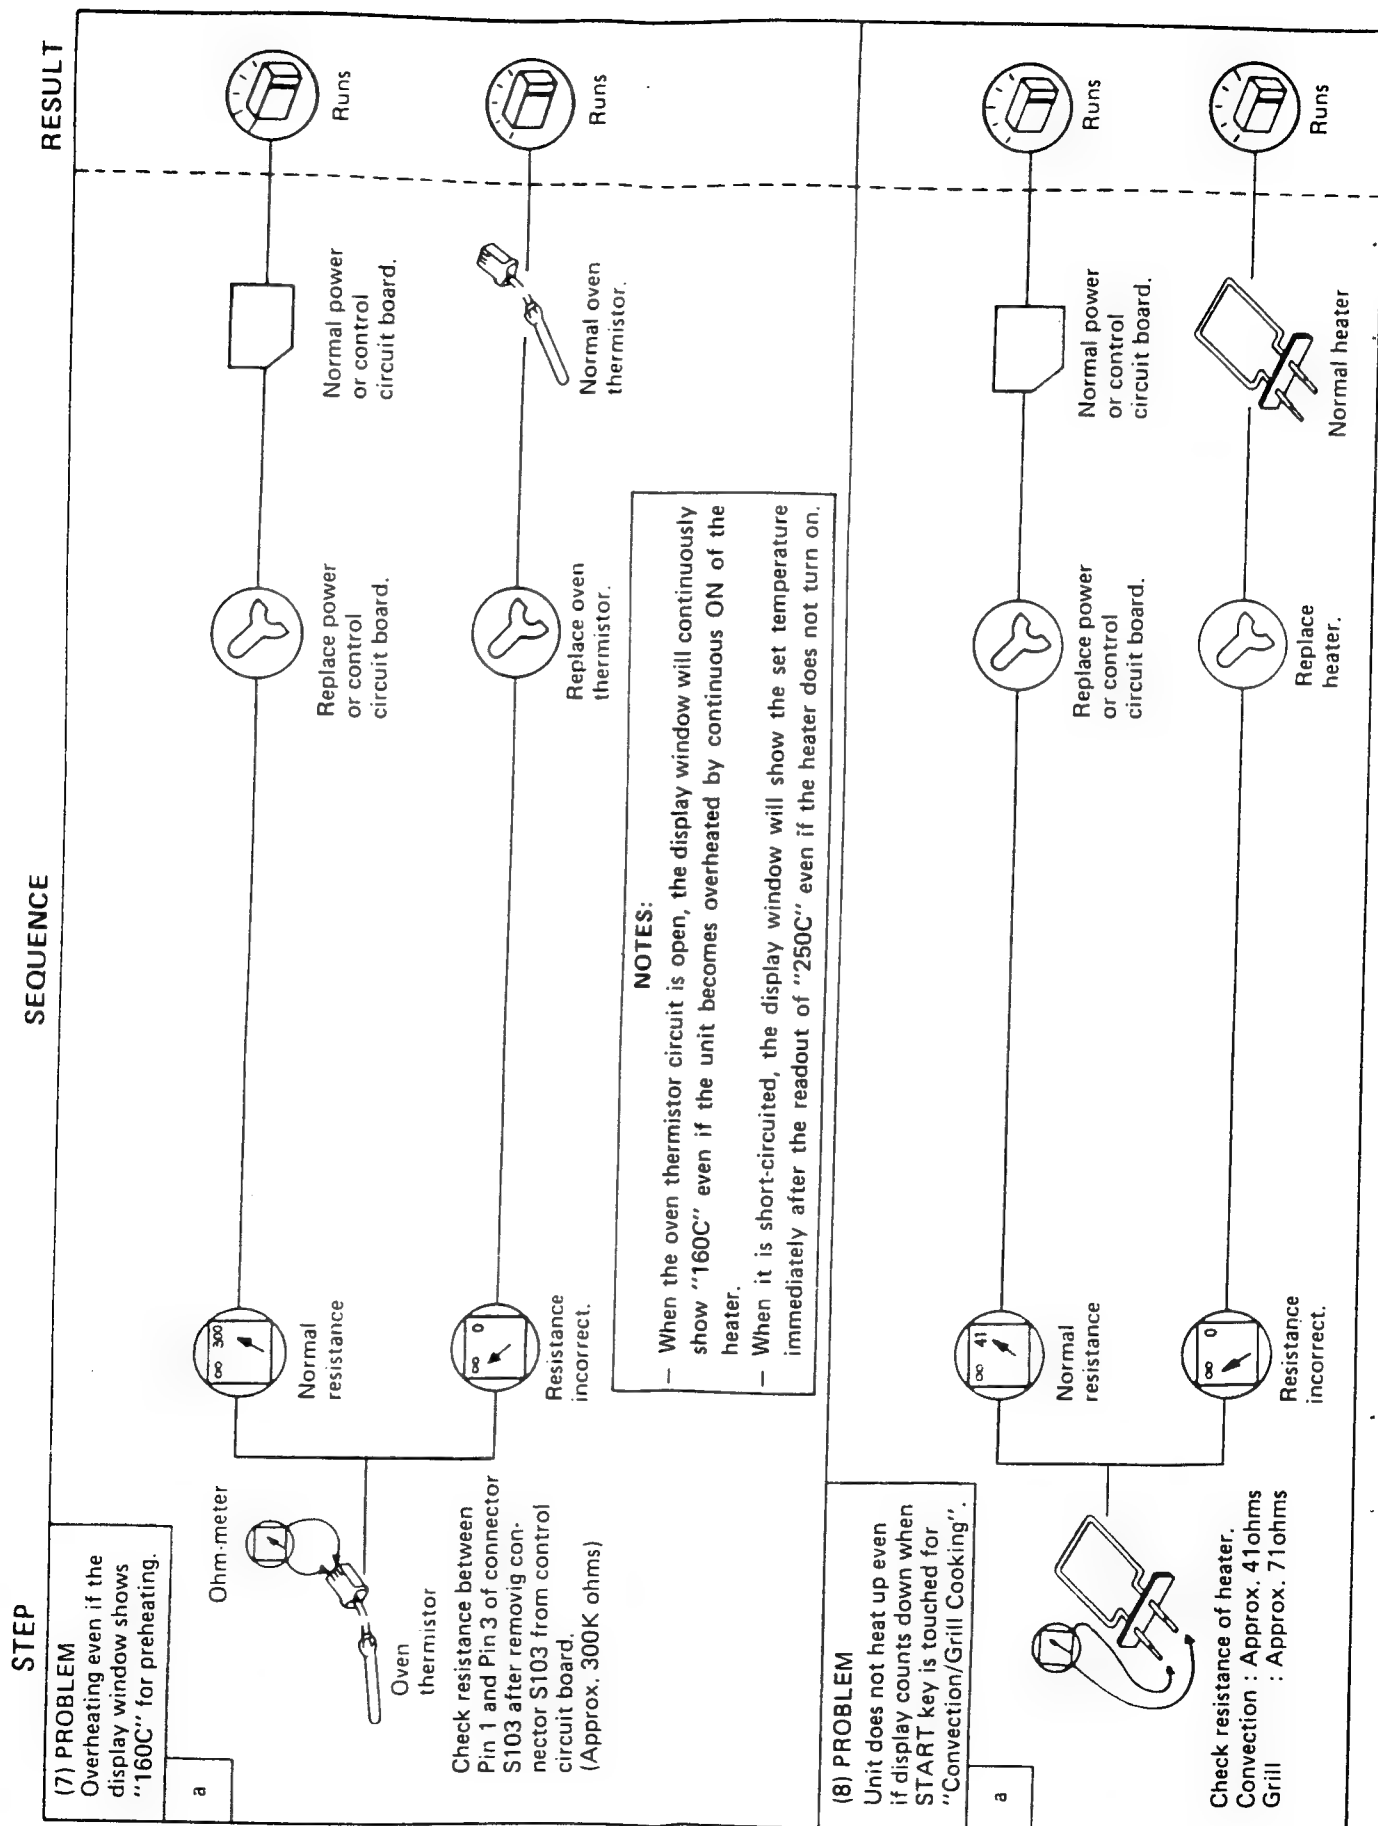 STEP
SEQUENCE
RESULT
(7) PROBLEM
Overheating even if the
display window shows
"160C" for preheating.
a
Ohm-meter
Oven
thermistor
Check resistance between
Pin 1 and Pin 3 of connector
S103 after removig con-
nector S103 from control
circuit board.
(Approx. 300K ohms)
∞ 300
Normal
resistance
Replace power
or control
circuit board.
Normal power
or control
circuit board.
Runs
∞ 0
Resistance
incorrect.
Replace oven
thermistor.
Normal oven
thermistor.
Runs
NOTES:
— When the oven thermistor circuit is open, the display window will continuously
show "160C" even if the unit becomes overheated by continuous ON of the
heater.
— When it is short-circuited, the display window will show the set temperature
immediately after the readout of "250C" even if the heater does not turn on.
(8) PROBLEM
Unit does not heat up even
if display counts down when
START key is touched for
"Convection/Grill Cooking".
a
Check resistance of heater.
Convection : Approx. 41ohms
Grill : Approx. 71ohms
∞ 41
Normal
resistance
Replace power
or control
circuit board.
Normal power
or control
circuit board.
Runs
∞ 0
Resistance
incorrect.
Replace
heater.
Normal heater
Runs